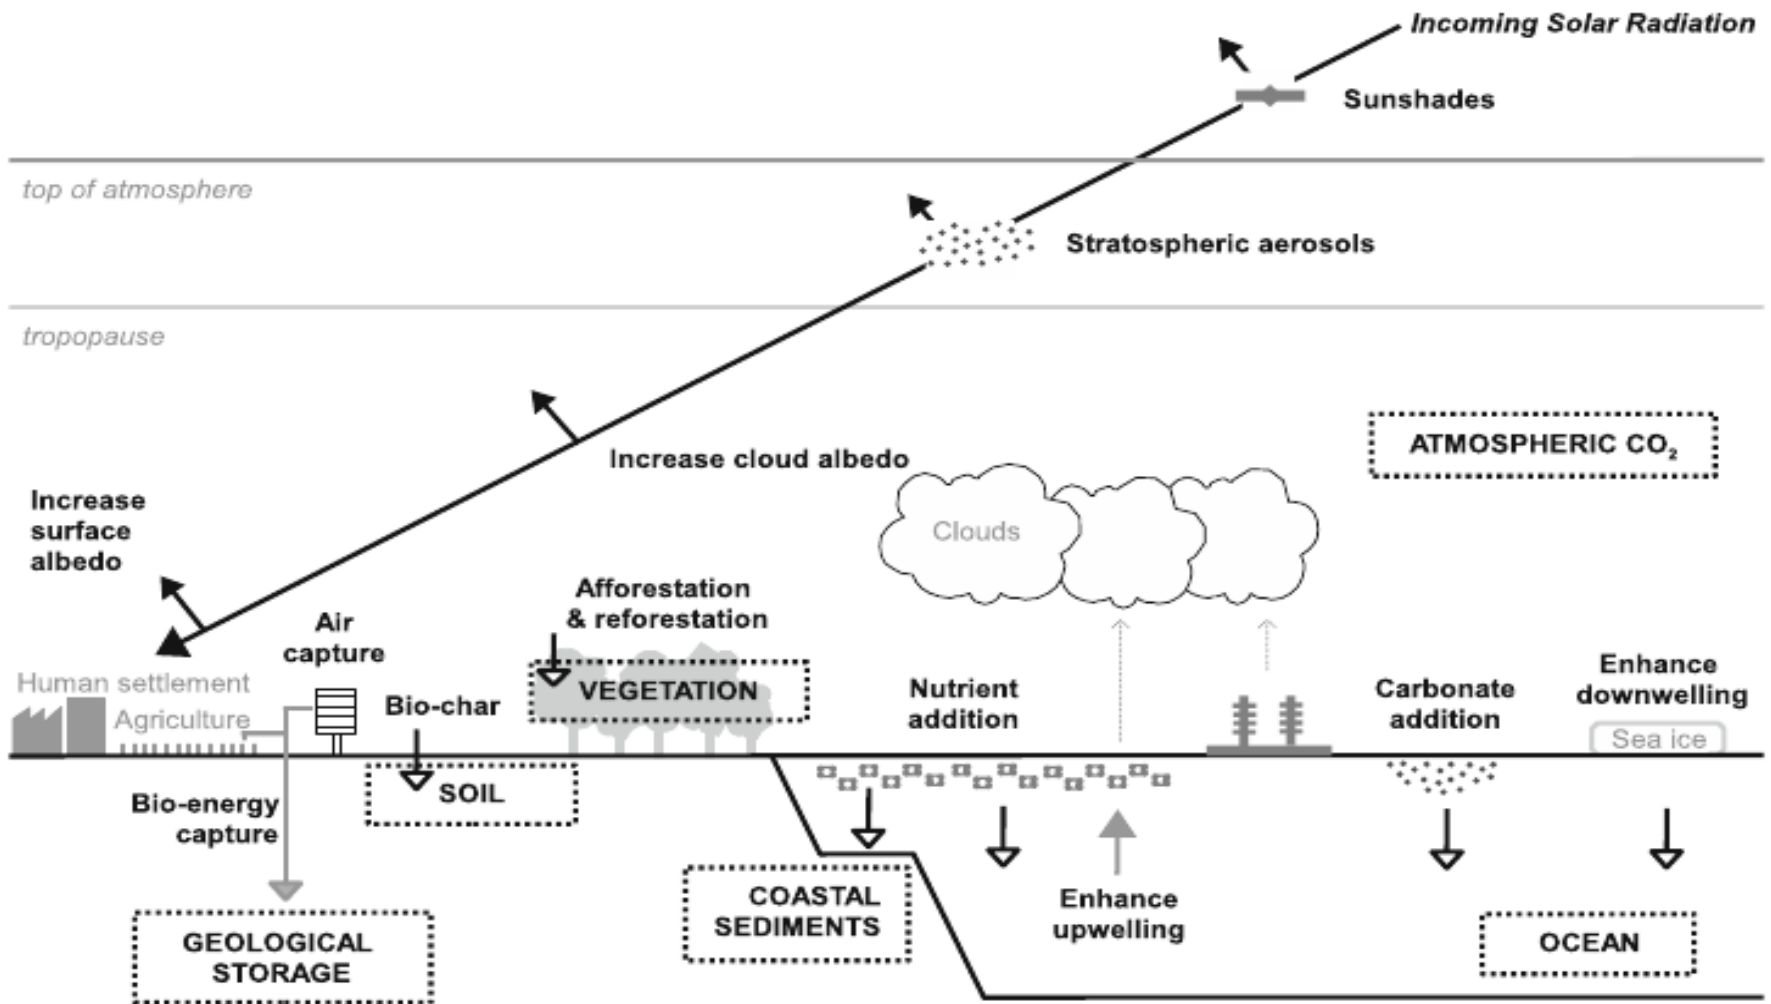 Incoming Solar Radiation
Sunshades
top of atmosphere
Stratospheric aerosols
tropopause
ATMOSPHERIC CO₂
Increase cloud albedo
Increase
surface
albedo
Clouds
Afforestation
& reforestation
Air
capture
Human settlement
Agriculture
Bio-char
VEGETATION
Nutrient
addition
Carbonate
addition
Enhance
downwelling
Sea ice
Bio-energy
capture
SOIL
COASTAL
SEDIMENTS
Enhance
upwelling
GEOLOGICAL
STORAGE
OCEAN